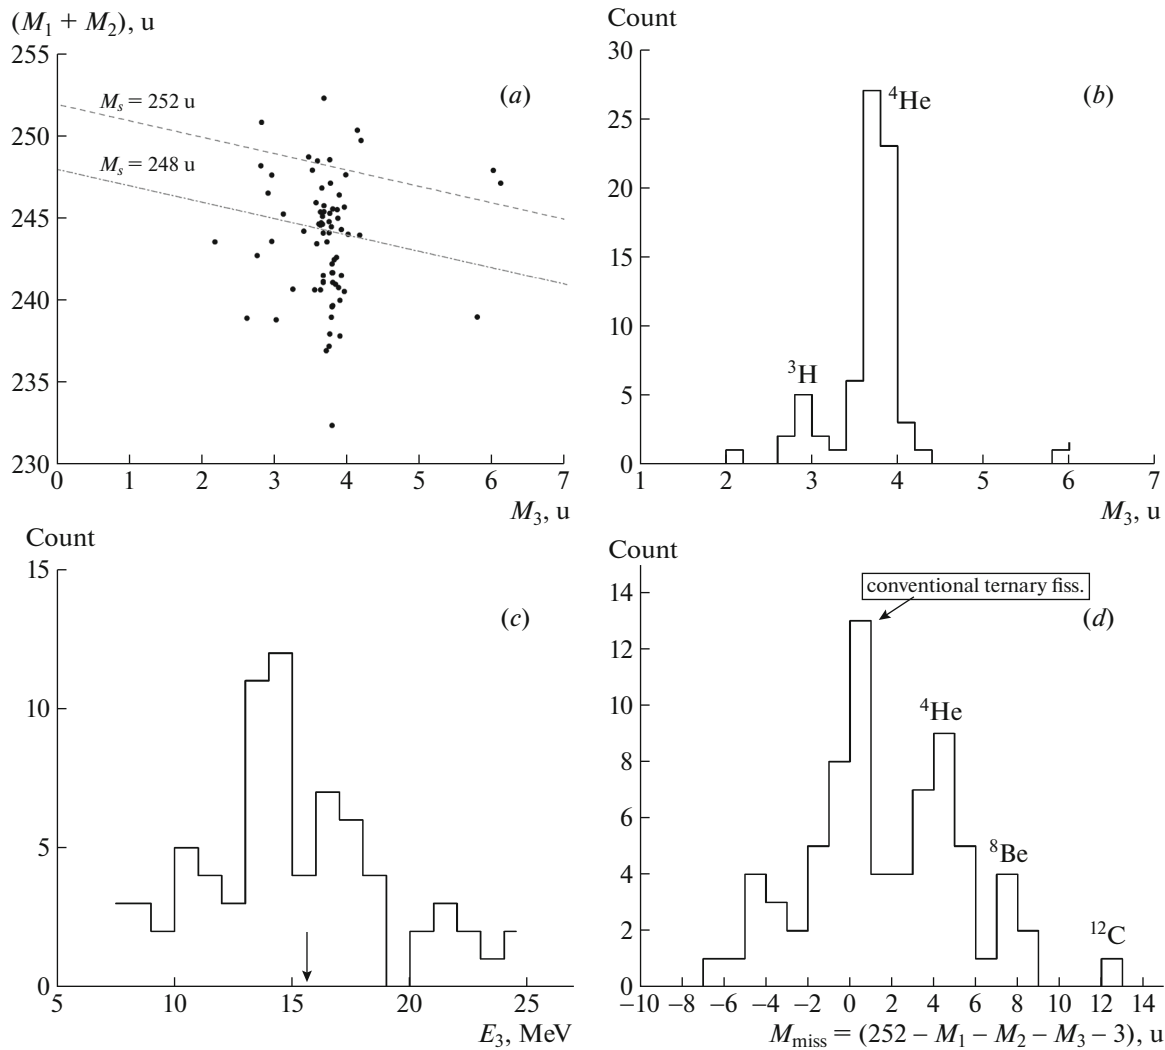 (M₁ + M₂), u
255
250
245
240
235
230
Mₛ = 252 u
Mₛ = 248 u
(a)
0 1 2 3 4 5 6 7
M₃, u
Count
30
25
20
15
10
5
0
³H
⁴He
(b)
1 2 3 4 5 6 7
M₃, u
Count
15
10
5
0
(c)
5 10 15 20 25
E₃, MeV
Count
14
12
10
8
6
4
2
0
conventional ternary fiss.
(d)
⁴He
⁸Be
¹²C
–10 –8 –6 –4 –2 0 2 4 6 8 10 12 14
M_miss = (252 – M₁ – M₂ – M₃ – 3), u